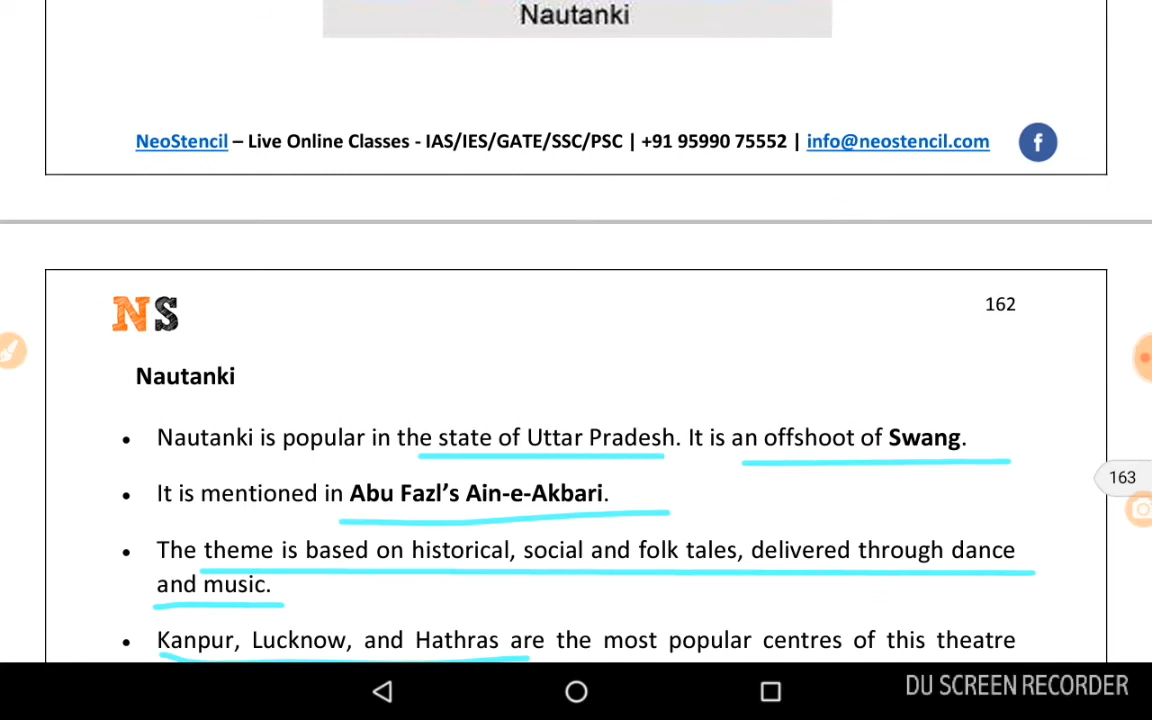 Nautanki
NeoStencil – Live Online Classes - IAS/IES/GATE/SSC/PSC | +91 95990 75552 | info@neostencil.com
f
NS
162
Nautanki
• Nautanki is popular in the state of Uttar Pradesh. It is an offshoot of Swang.
• It is mentioned in Abu Fazl’s Ain-e-Akbari.
163
• The theme is based on historical, social and folk tales, delivered through dance
and music.
• Kanpur, Lucknow, and Hathras are the most popular centres of this theatre
DU SCREEN RECORDER